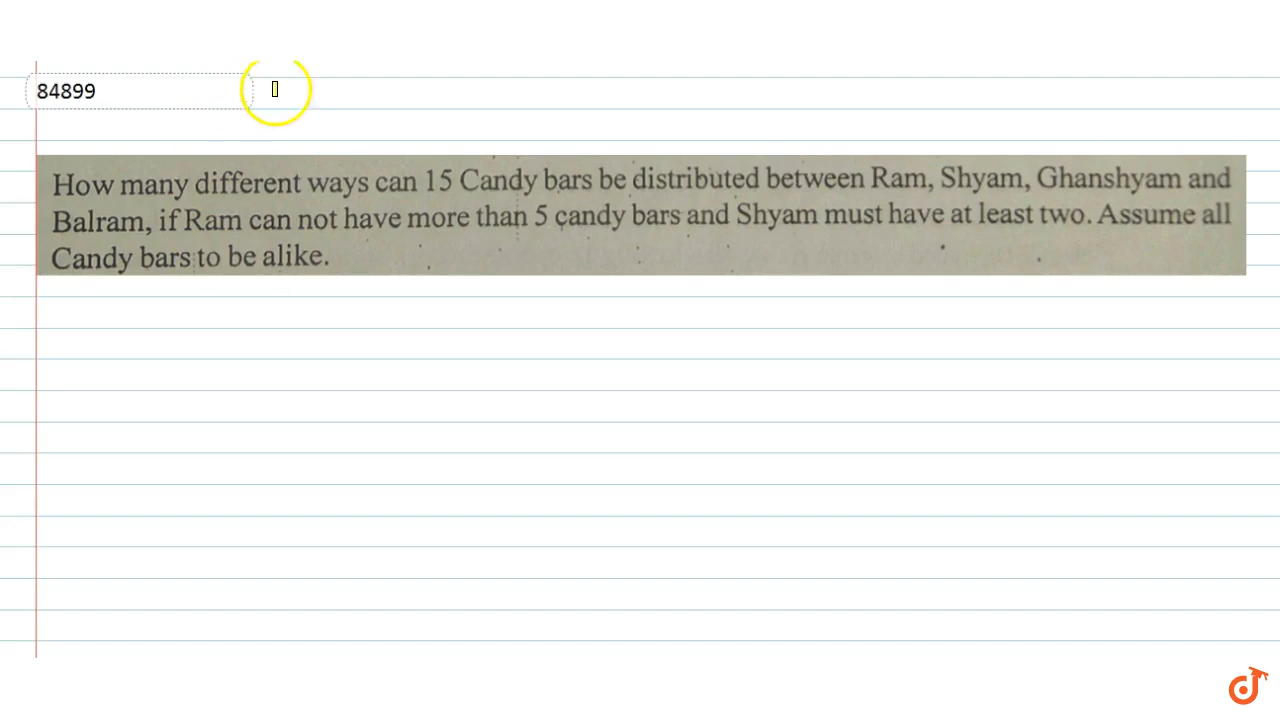 84899
How many different ways can 15 Candy bars be distributed between Ram, Shyam, Ghanshyam and
Balram, if Ram can not have more than 5 candy bars and Shyam must have at least two. Assume all
Candy bars to be alike.